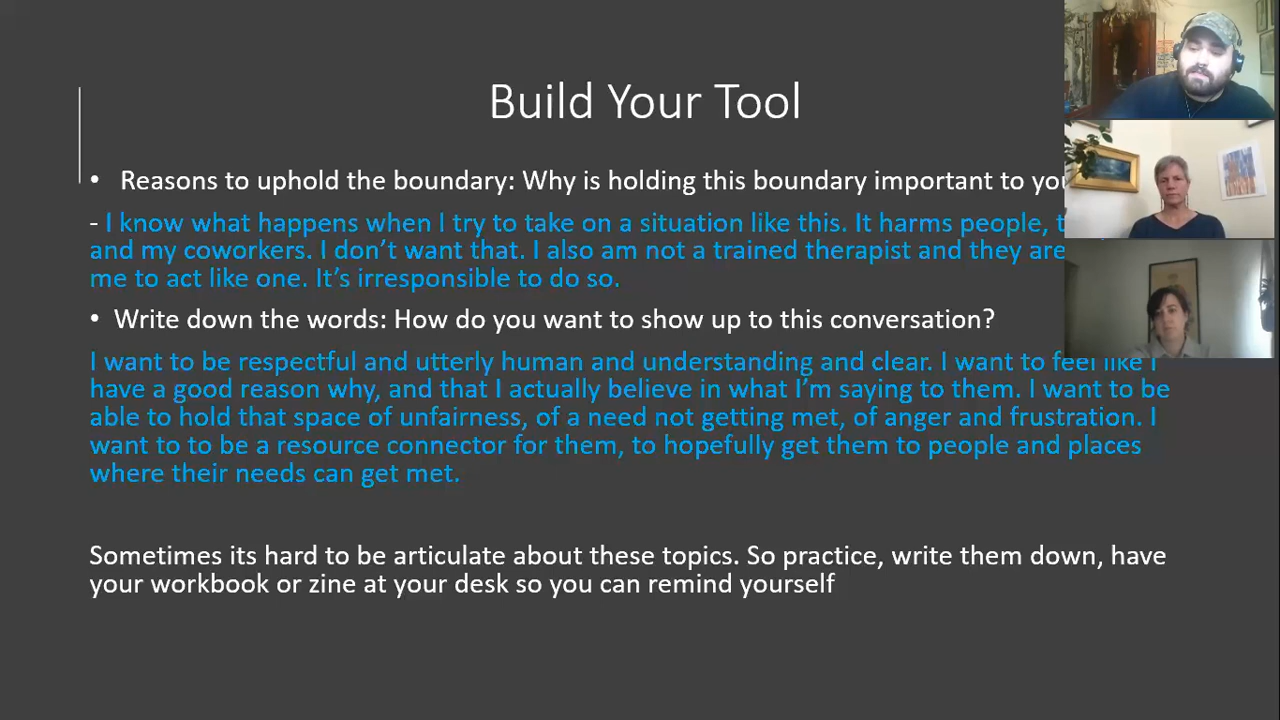 Build Your Tool
• Reasons to uphold the boundary: Why is holding this boundary important to you
- I know what happens when I try to take on a situation like this. It harms people,
and my coworkers. I don't want that. I also am not a trained therapist and they are
me to act like one. It's irresponsible to do so.
• Write down the words: How do you want to show up to this conversation?
I want to be respectful and utterly human and understanding and clear. I want to feel like I
have a good reason why, and that I actually believe in what I'm saying to them. I want to be
able to hold that space of unfairness, of a need not getting met, of anger and frustration. I
want to to be a resource connector for them, to hopefully get them to people and places
where their needs can get met.
Sometimes its hard to be articulate about these topics. So practice, write them down, have
your workbook or zine at your desk so you can remind yourself